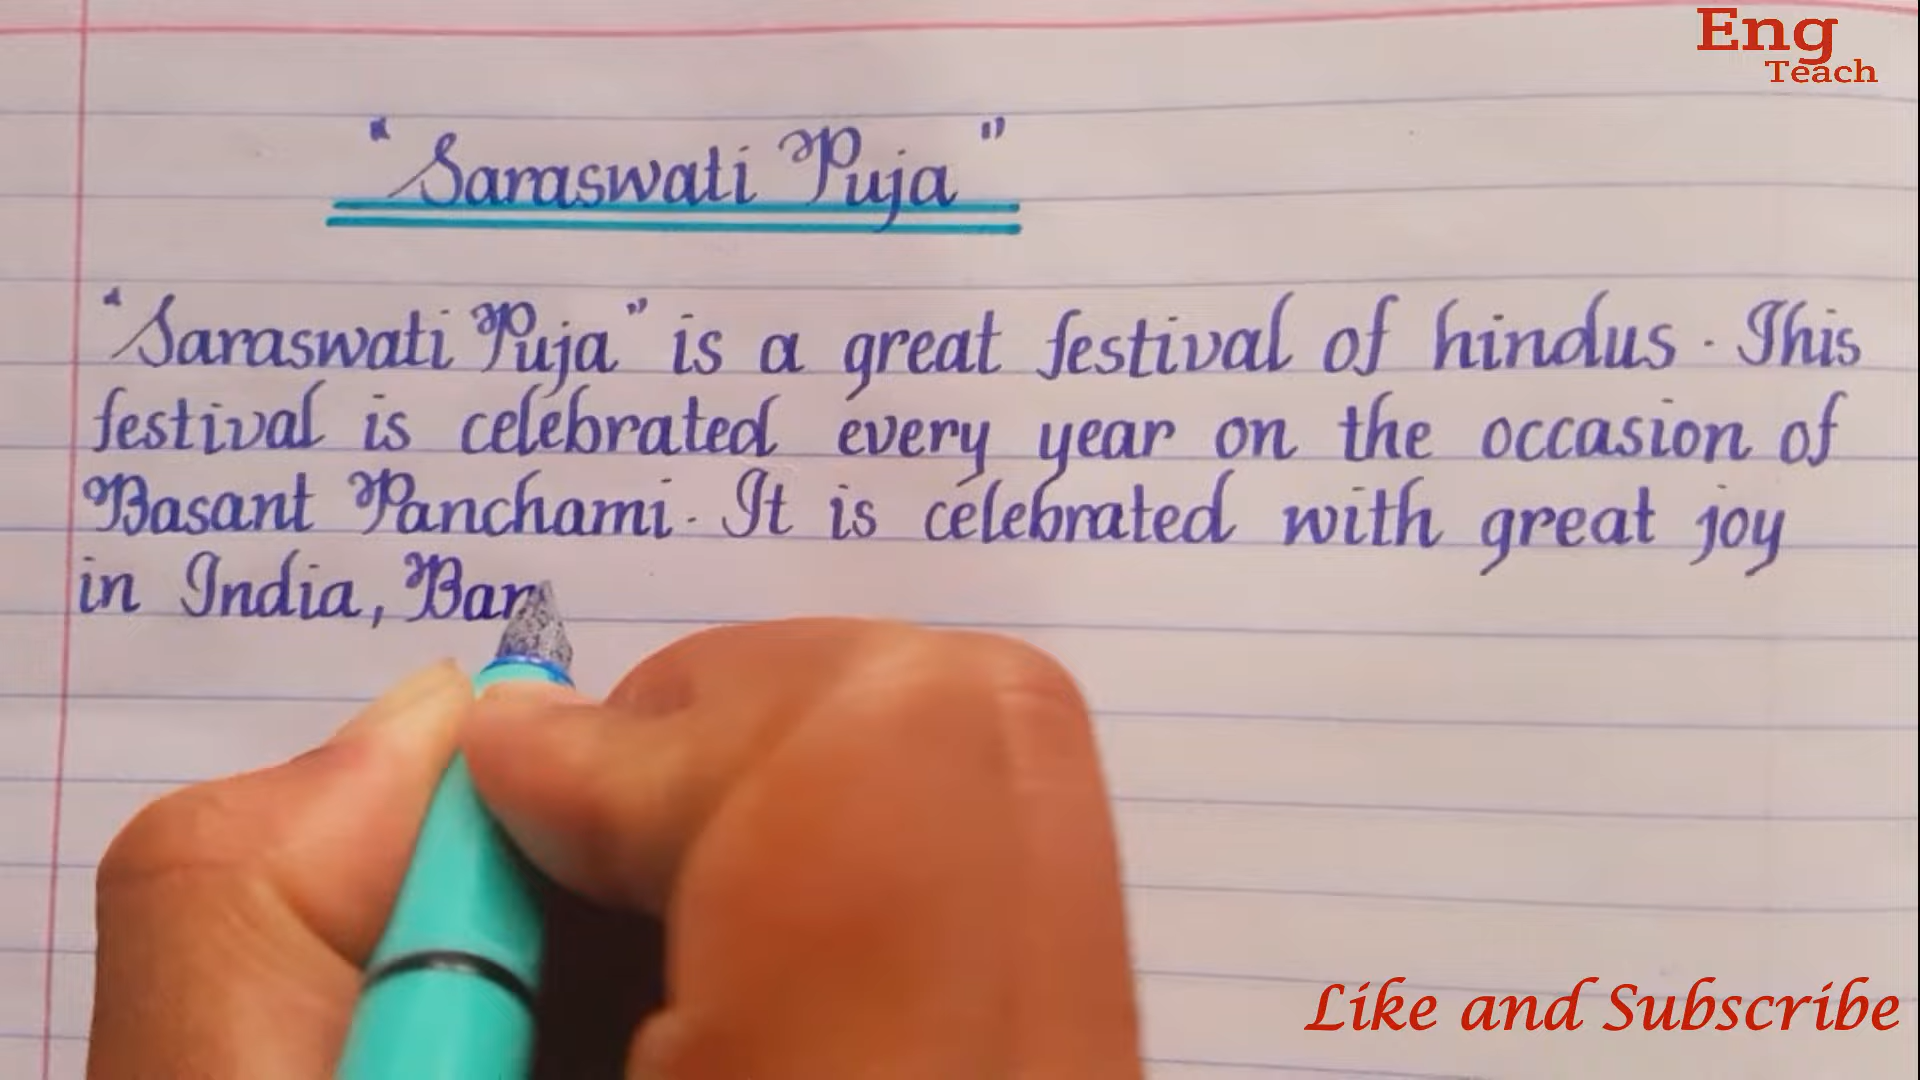 Eng
Teach
"Saraswati Puja"
"Saraswati Puja" is a great festival of hindus. This
festival is celebrated every year on the occasion of
Basant Panchami. It is celebrated with great joy
in India, Ban
Like and Subscribe